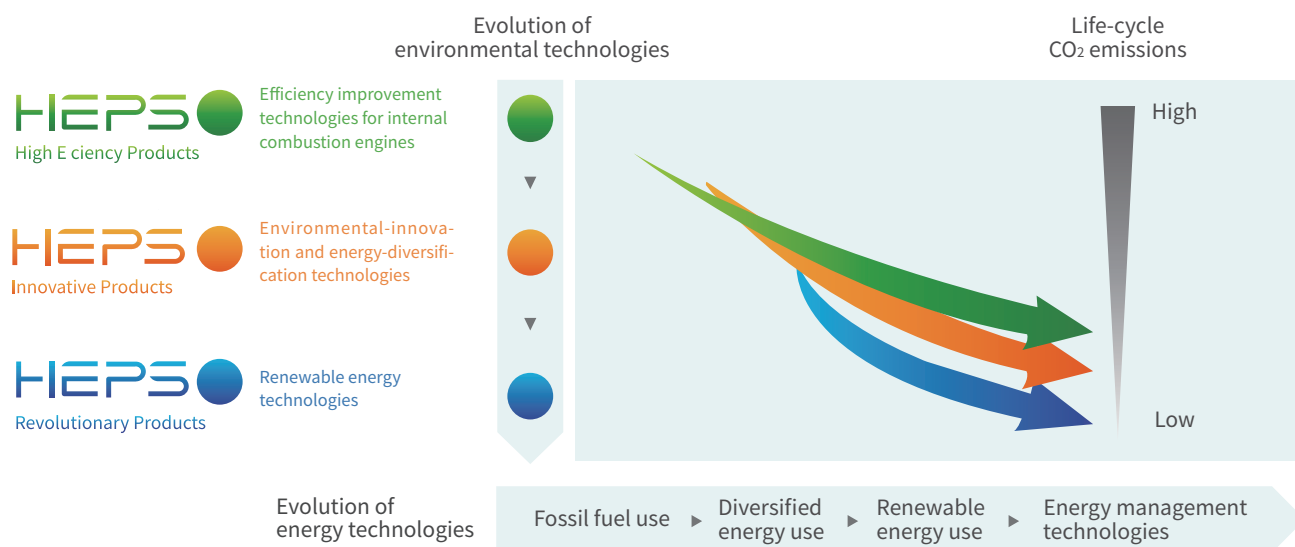 Evolution of
environmental technologies
Life-cycle
CO₂ emissions
HEPS
High E ciency Products
Efficiency improvement
technologies for internal
combustion engines
High
HEPS
Innovative Products
Environmental-innova-
tion and energy-diversifi-
cation technologies
HEPS
Revolutionary Products
Renewable energy
technologies
Low
Evolution of
energy technologies
Fossil fuel use
Diversified
energy use
Renewable
energy use
Energy management
technologies